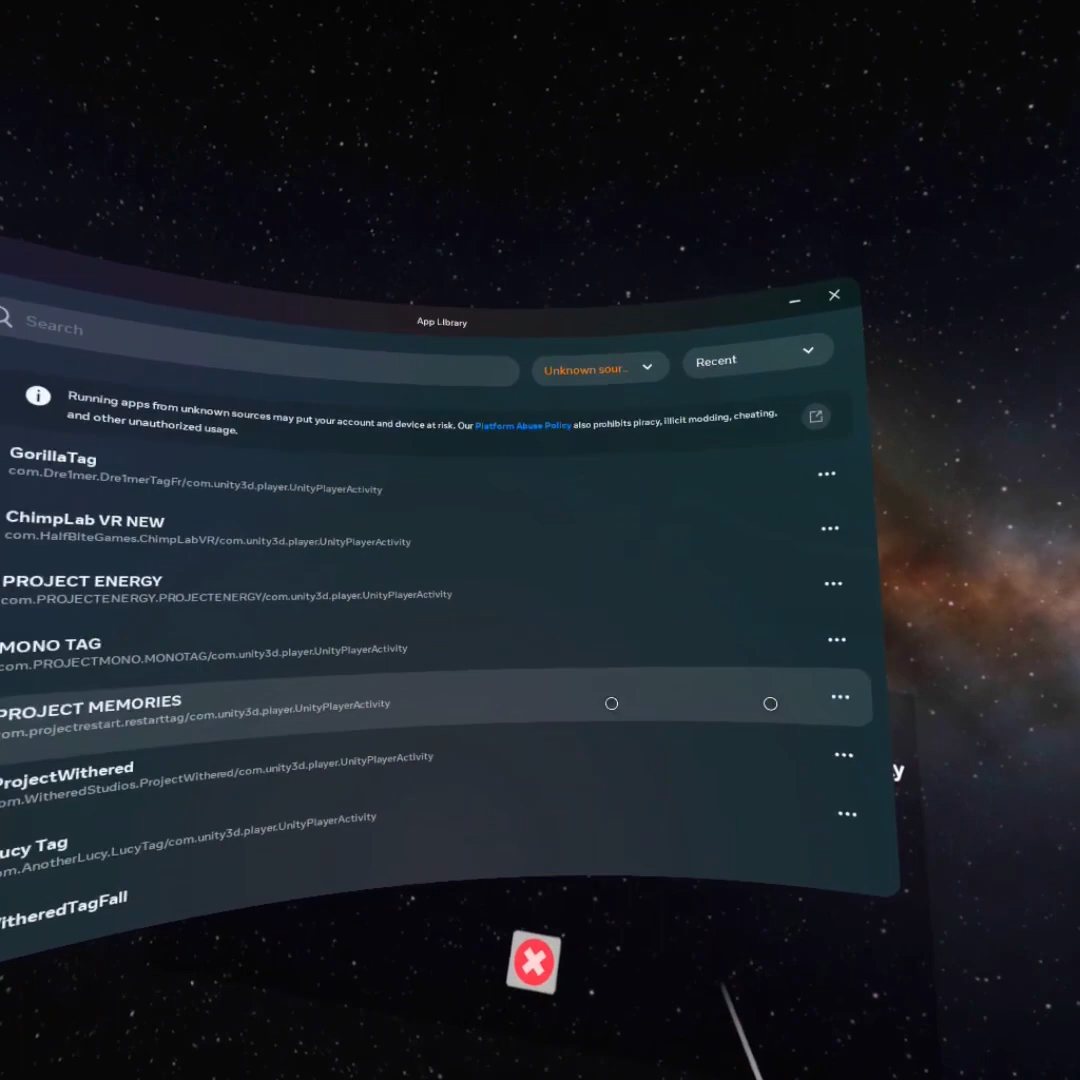 App Library
Search
Unknown sour..
Recent
Running apps from unknown sources may put your account and device at risk. Our Platform Abuse Policy also prohibits piracy, illicit modding, cheating,
and other unauthorized usage.
GorillaTag
com.Dre1mer.Dre1merTagFr/com.unity3d.player.UnityPlayerActivity
ChimpLab VR NEW
com.HalfBiteGames.ChimpLabVR/com.unity3d.player.UnityPlayerActivity
PROJECT ENERGY
com.PROJECTENERGY.PROJECTENERGY/com.unity3d.player.UnityPlayerActivity
MONO TAG
com.PROJECTMONO.MONOTAG/com.unity3d.player.UnityPlayerActivity
PROJECT MEMORIES
com.projectrestart.restarttag/com.unity3d.player.UnityPlayerActivity
ProjectWithered
om.WitheredStudios.ProjectWithered/com.unity3d.player.UnityPlayerActivity
y
ucy Tag
om.AnotherLucy.LucyTag/com.unity3d.player.UnityPlayerActivity
itheredTagFall